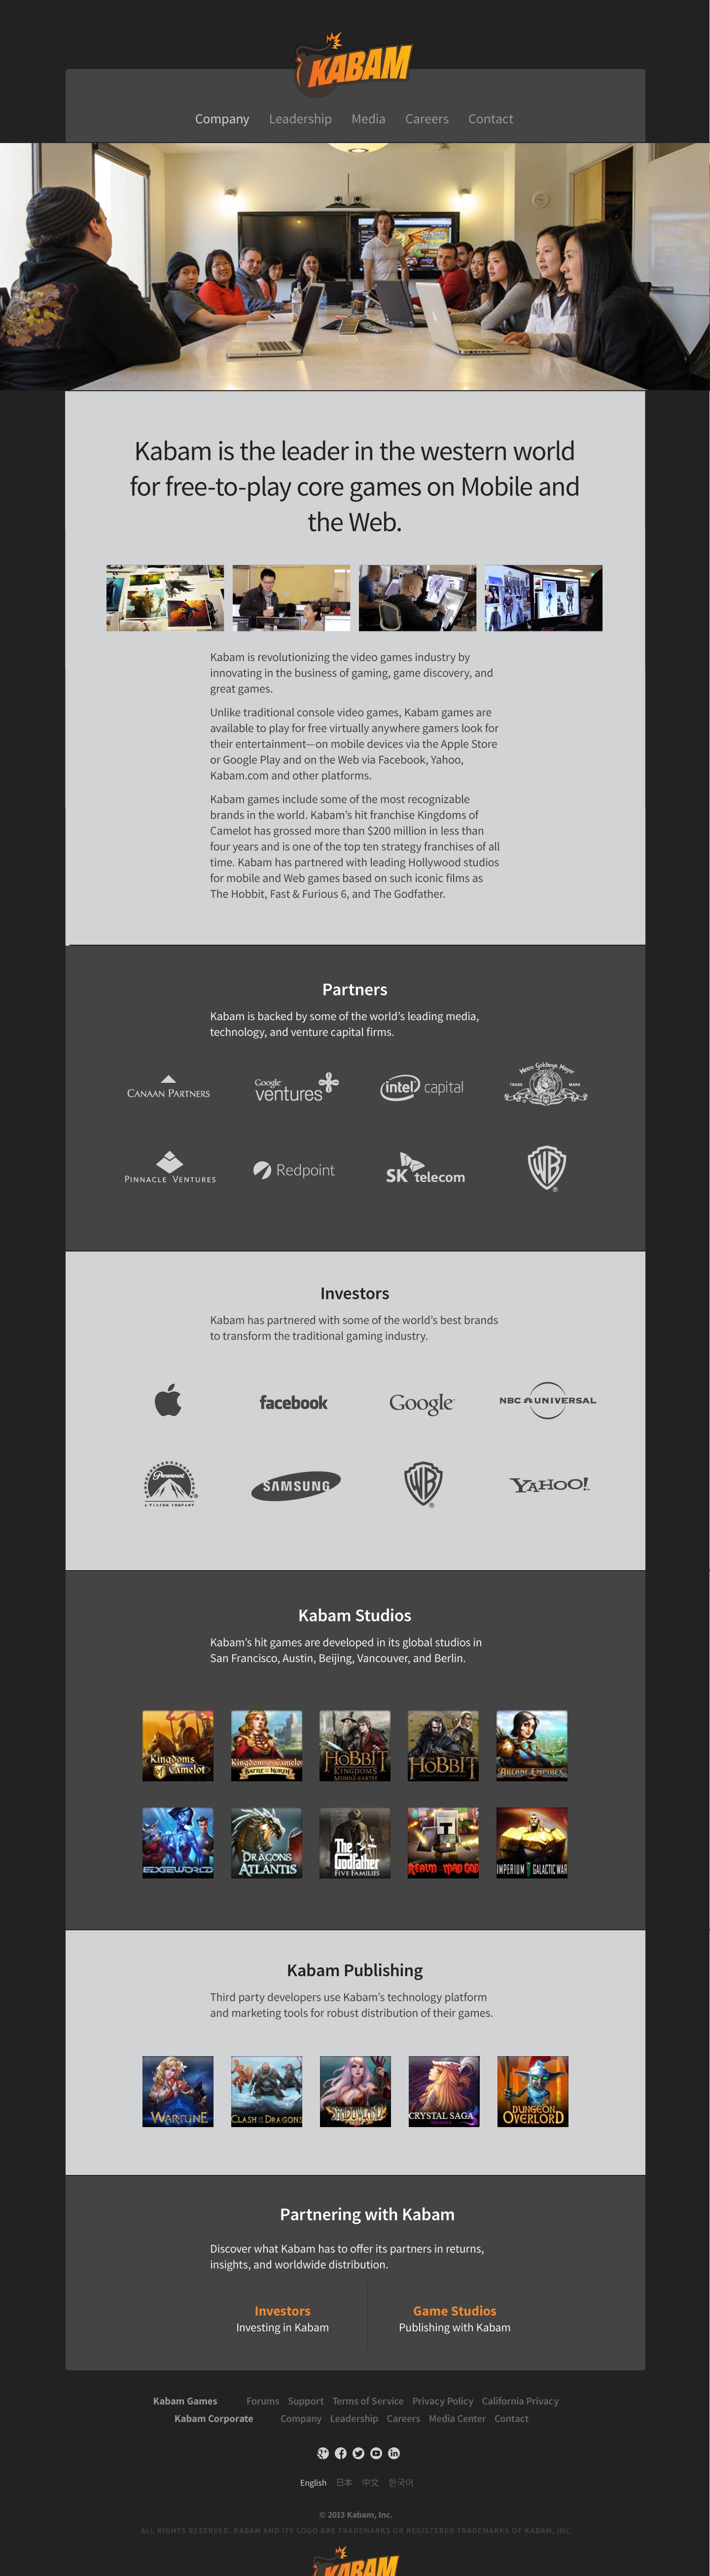 KABAM
Company Leadership Media Careers Contact
Kabam is the leader in the western world
for free-to-play core games on Mobile and
the Web.
Kabam is revolutionizing the video games industry by
innovating in the business of gaming, game discovery, and
great games.
Unlike traditional console video games, Kabam games are
available to play for free virtually anywhere gamers look for
their entertainment—on mobile devices via the Apple Store
or Google Play and on the Web via Facebook, Yahoo,
Kabam.com and other platforms.
Kabam games include some of the most recognizable
brands in the world. Kabam's hit franchise Kingdoms of
Camelot has grossed more than $200 million in less than
four years and is one of the top ten strategy franchises of all
time. Kabam has partnered with leading Hollywood studios
for mobile and Web games based on such iconic films as
The Hobbit, Fast & Furious 6, and The Godfather.
Partners
Kabam is backed by some of the world's leading media,
technology, and venture capital firms.
CANAAN PARTNERS
Google
ventures
intel capital
Metro Goldwyn Mayer
TRADE MARK
PINNACLE VENTURES
Redpoint
SK telecom
WB ®
Investors
Kabam has partnered with some of the world's best brands
to transform the traditional gaming industry.
facebook
Google
NBC UNIVERSAL
Paramount ®
A VIACOM COMPANY
SAMSUNG
WB ®
YAHOO!
Kabam Studios
Kabam's hit games are developed in its global studios in
San Francisco, Austin, Beijing, Vancouver, and Berlin.
Kingdoms
of Camelot
Kingdoms of Camelot
BATTLE FOR THE NORTH
THE HOBBIT
KINGDOMS
OF MIDDLE-EARTH
THE HOBBIT
ARCANE EMPIRES
EDGEWORLD
DRAGONS
OF ATLANTIS
The
Godfather
FIVE FAMILIES
REALM OF THE MAD GOD
IMPERIUM GALACTIC WAR
Kabam Publishing
Third party developers use Kabam's technology platform
and marketing tools for robust distribution of their games.
WARTUNE
CLASH OF THE DRAGONS
SHADOWLAND
CRYSTAL SAGA
DUNGEON
OVERLORD
Partnering with Kabam
Discover what Kabam has to offer its partners in returns,
insights, and worldwide distribution.
Investors
Investing in Kabam
Game Studios
Publishing with Kabam
Kabam Games Forums Support Terms of Service Privacy Policy California Privacy
Kabam Corporate Company Leadership Careers Media Center Contact
English 日本 中文 한국어
© 2013 Kabam, Inc.
ALL RIGHTS RESERVED. KABAM AND ITS LOGO ARE TRADEMARKS OR REGISTERED TRADEMARKS OF KABAM, INC.
KABAM